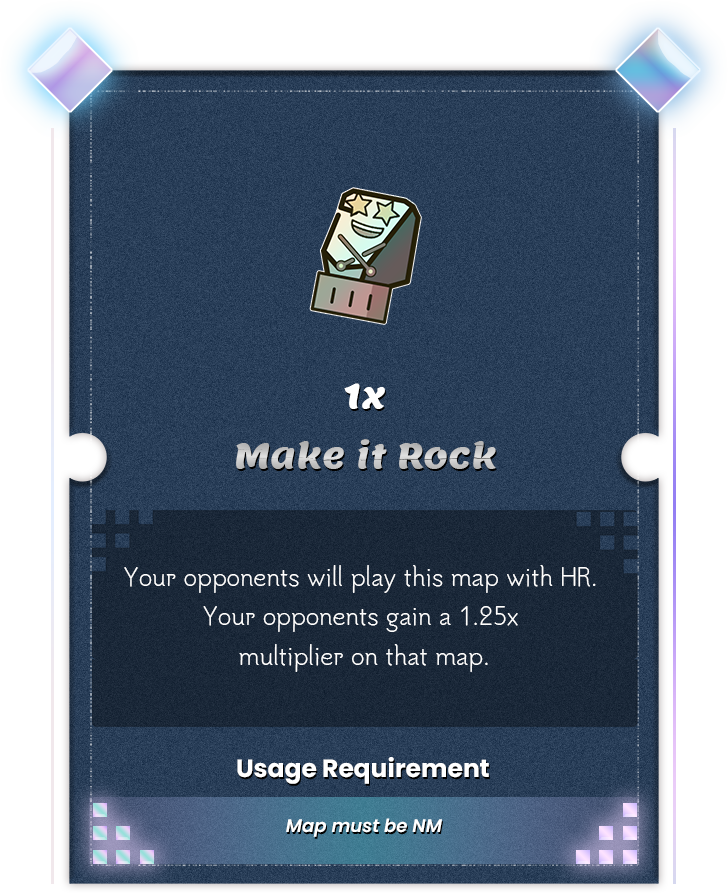 1x
Make it Rock
Your opponents will play this map with HR.
Your opponents gain a 1.25x
multiplier on that map.
Usage Requirement
Map must be NM